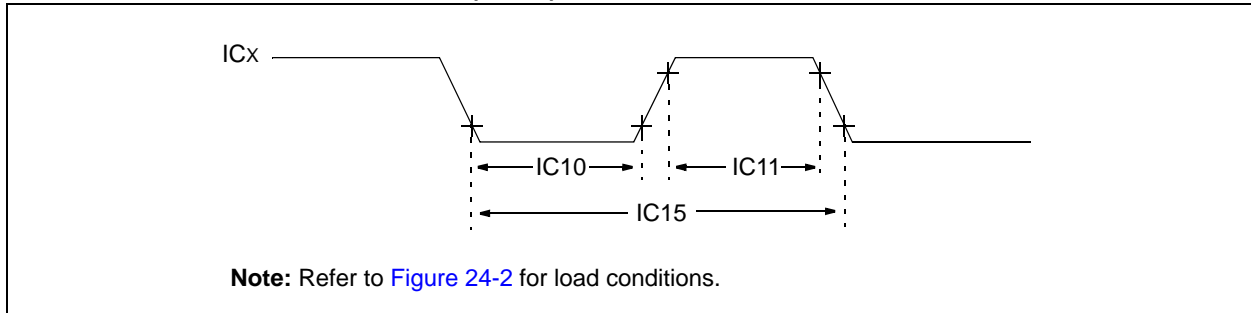 ICx
IC10
IC11
IC15
Note: Refer to Figure 24-2 for load conditions.